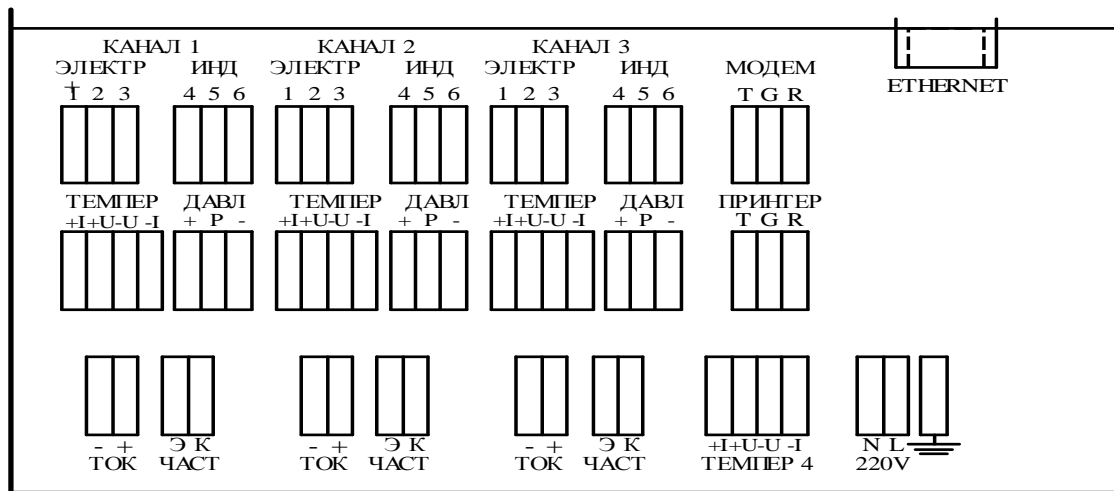 КАНАЛ 1 КАНАЛ 2 КАНАЛ 3
ЭЛЕКТР ИНД ЭЛЕКТР ИНД ЭЛЕКТР ИНД МОДЕМ ETHERNET
+
1 2 3 4 5 6 1 2 3 4 5 6 1 2 3 4 5 6 T G R
ТЕМПЕР ДАВЛ ТЕМПЕР ДАВЛ ТЕМПЕР ДАВЛ ПРИНТЕР
+I+U-U -I + P - +I+U-U -I + P - +I+U-U -I + P - T G R
- + Э К - + Э К - + Э К +I+U-U -I N L
ТОК ЧАСТ ТОК ЧАСТ ТОК ЧАСТ ТЕМПЕР 4 220V